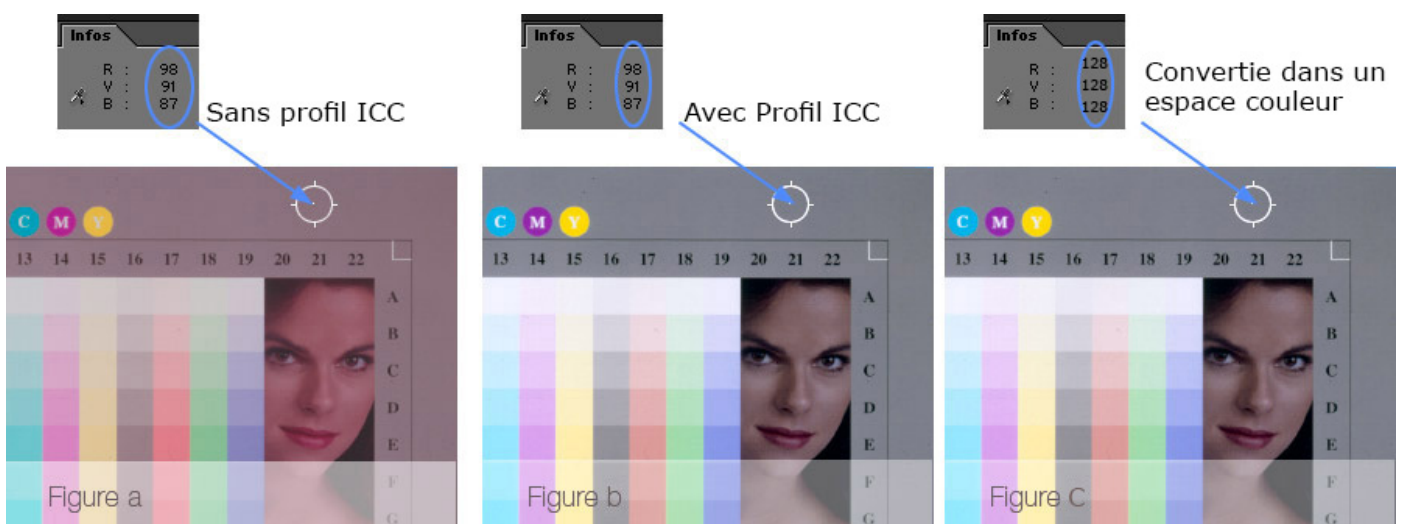 Infos
R : 98
V : 91
B : 87
Sans profil ICC
C M Y
13 14 15 16 17 18 19 20 21 22
A
B
C
D
E
F
G
Figure a
Infos
R : 98
V : 91
B : 87
Avec Profil ICC
C M Y
13 14 15 16 17 18 19 20 21 22
A
B
C
D
E
F
G
Figure b
Infos
R : 128
V : 128
B : 128
Convertie dans un
espace couleur
C M Y
13 14 15 16 17 18 19 20 21 22
A
B
C
D
E
F
G
Figure C